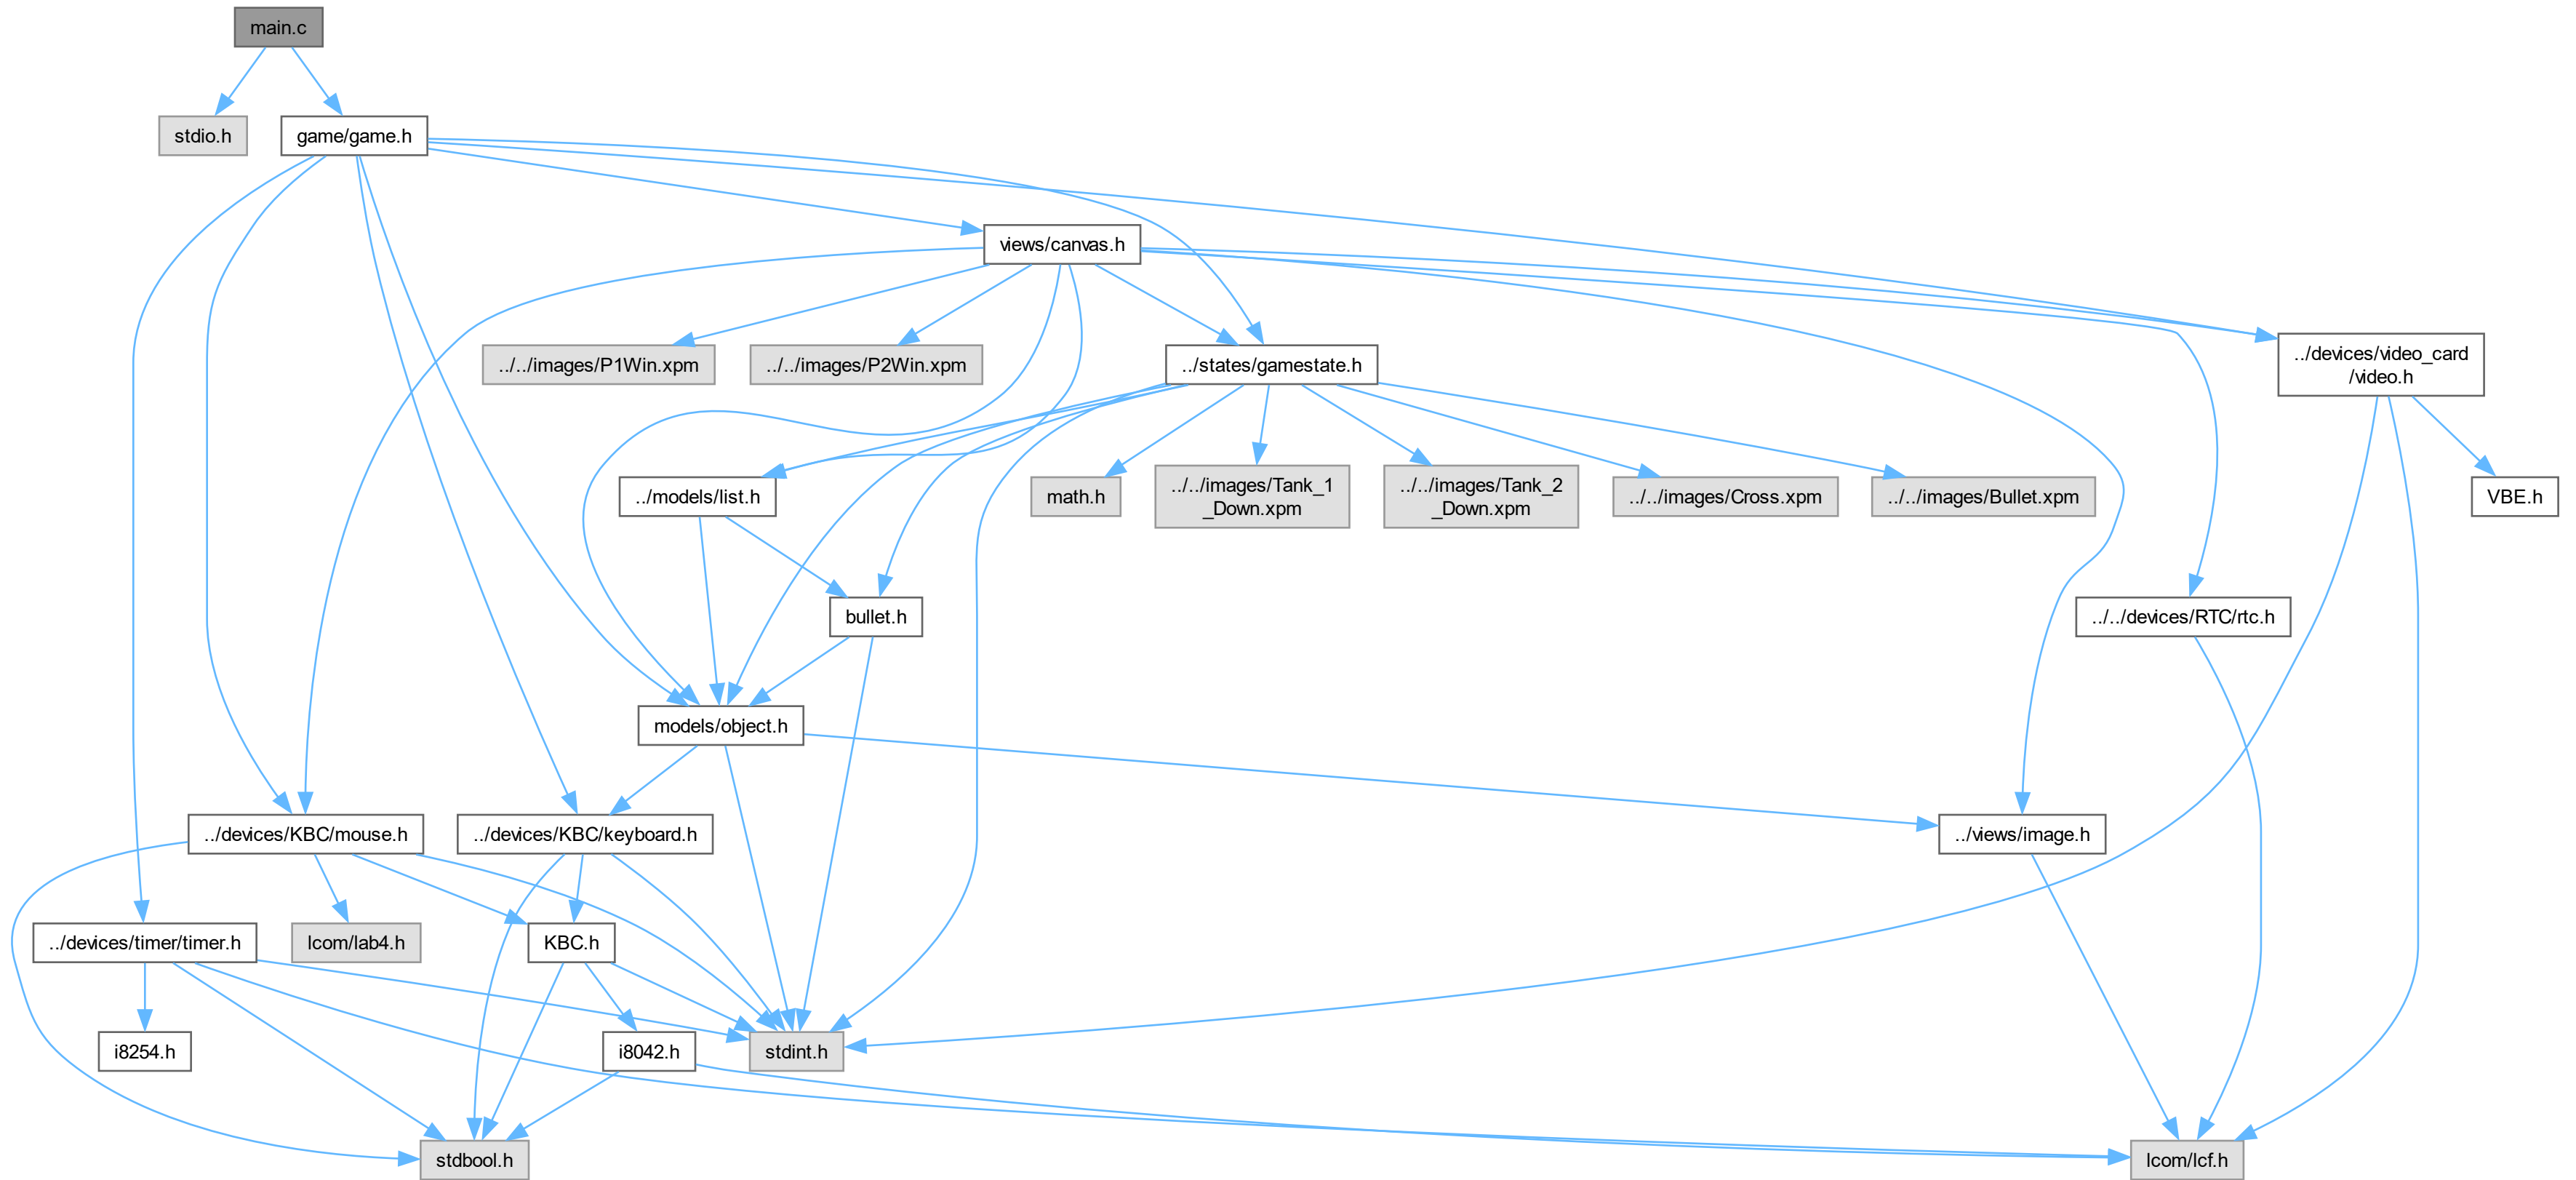 main.c
stdio.h
game/game.h
views/canvas.h
../../images/P1Win.xpm
../../images/P2Win.xpm
../states/gamestate.h
../devices/video_card
/video.h
../models/list.h
math.h
../../images/Tank_1
_Down.xpm
../../images/Tank_2
_Down.xpm
../../images/Cross.xpm
../../images/Bullet.xpm
VBE.h
bullet.h
../../devices/RTC/rtc.h
models/object.h
../devices/KBC/mouse.h
../devices/KBC/keyboard.h
../views/image.h
../devices/timer/timer.h
lcom/lab4.h
KBC.h
i8254.h
i8042.h
stdint.h
stdbool.h
lcom/lcf.h